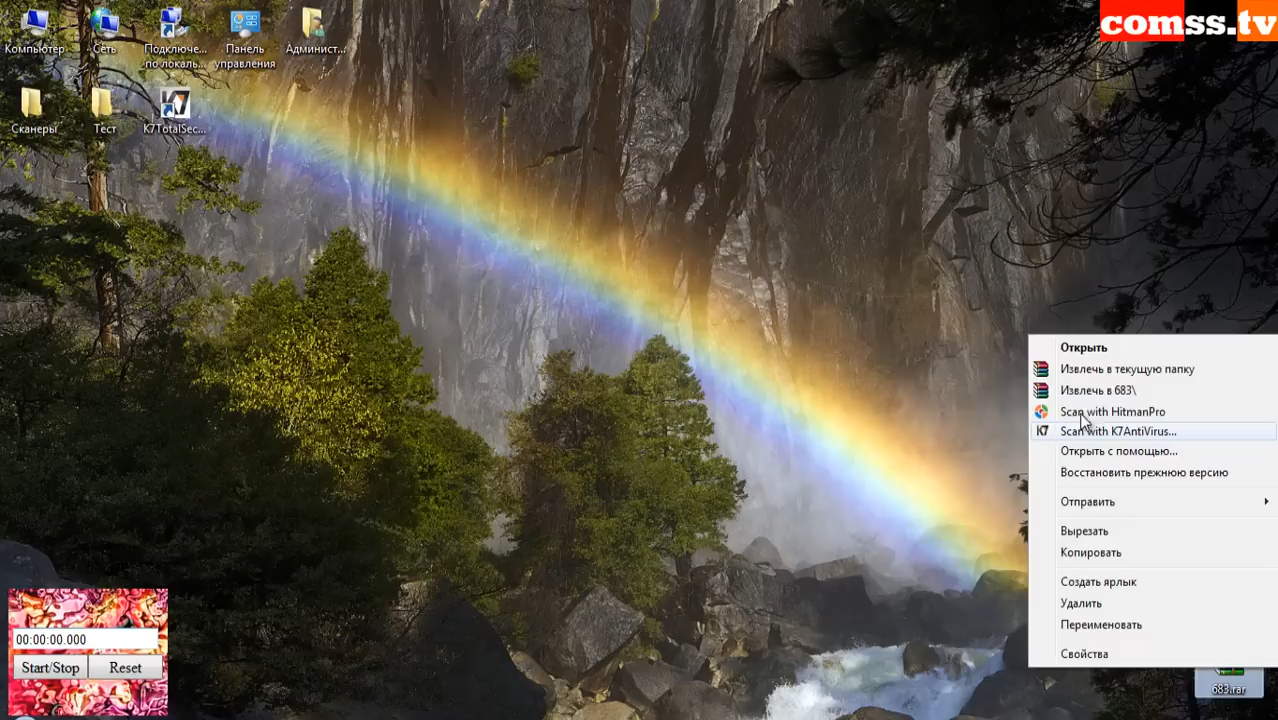 comss.tv
Компьютер
Сеть
Подключе...
по локаль...
Панель
управления
Админист...
Сканеры
Тест
K7TotalSec...
K7
Открыть
Извлечь в текущую папку
Извлечь в 683\
Scan with HitmanPro
K7 Scan with K7AntiVirus...
Открыть с помощью...
Восстановить прежнюю версию
Отправить
Вырезать
Копировать
Создать ярлык
Удалить
Переименовать
Свойства
683.rar
00:00:00.000
Start/Stop
Reset